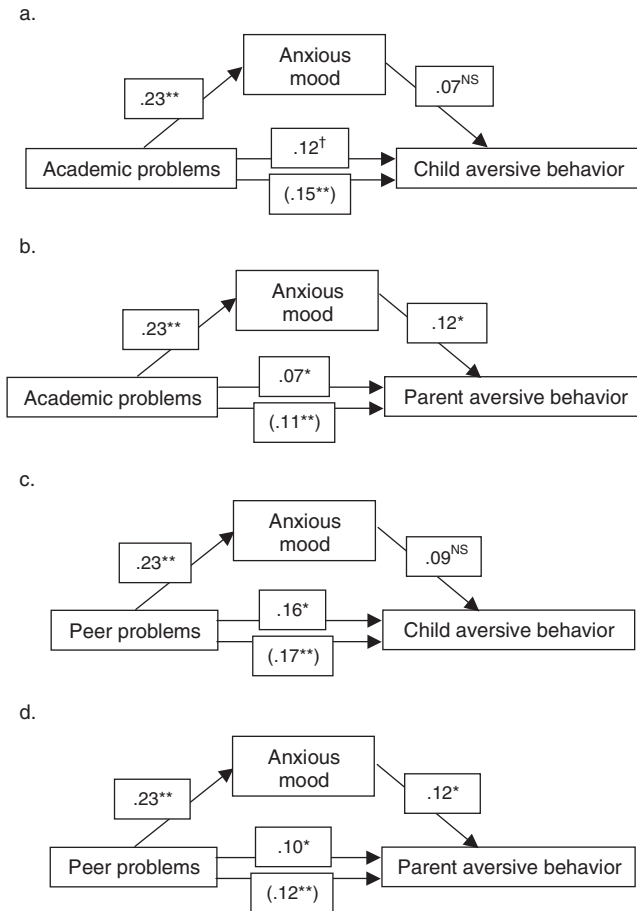 a.
Anxious
mood
.23**
.07NS
.12†
Academic problems
Child aversive behavior
(.15**)
b.
Anxious
mood
.23**
.12*
.07*
Academic problems
Parent aversive behavior
(.11**)
c.
Anxious
mood
.23**
.09NS
.16*
Peer problems
Child aversive behavior
(.17**)
d.
Anxious
mood
.23**
.12*
.10*
Peer problems
Parent aversive behavior
(.12**)